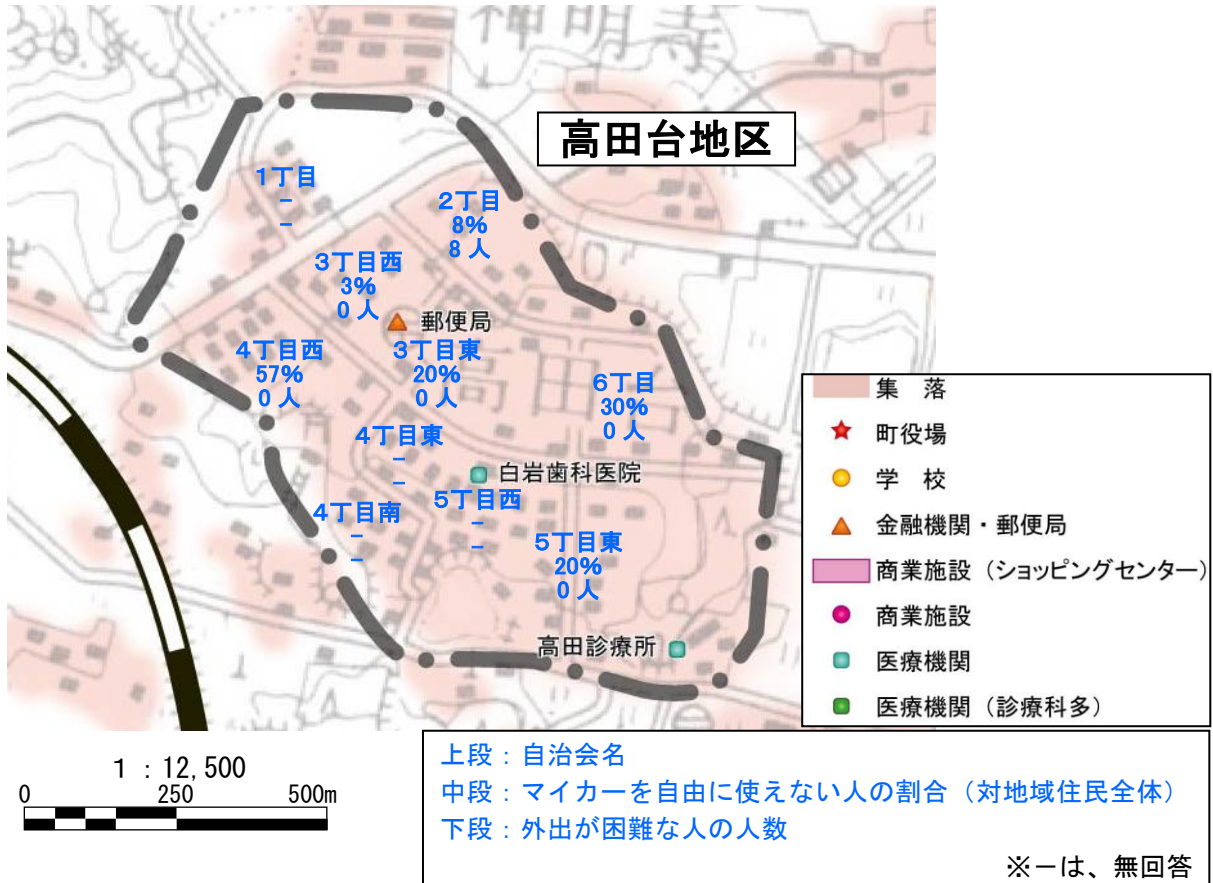 神明寺
高田台地区
1丁目
−
−
2丁目
8%
8人
3丁目西
3%
0人
郵便局
4丁目西
57%
0人
3丁目東
20%
0人
6丁目
30%
0人
高田台
4丁目東
−
−
白岩歯科医院
5丁目西
−
−
4丁目南
−
−
5丁目東
20%
0人
高田診療所
集 落
町役場
学 校
金融機関・郵便局
商業施設（ショッピングセンター）
商業施設
医療機関
医療機関（診療科多）
1 : 12,500
0 250 500m
上段：自治会名
中段：マイカーを自由に使えない人の割合（対地域住民全体）
下段：外出が困難な人の人数
※−は、無回答